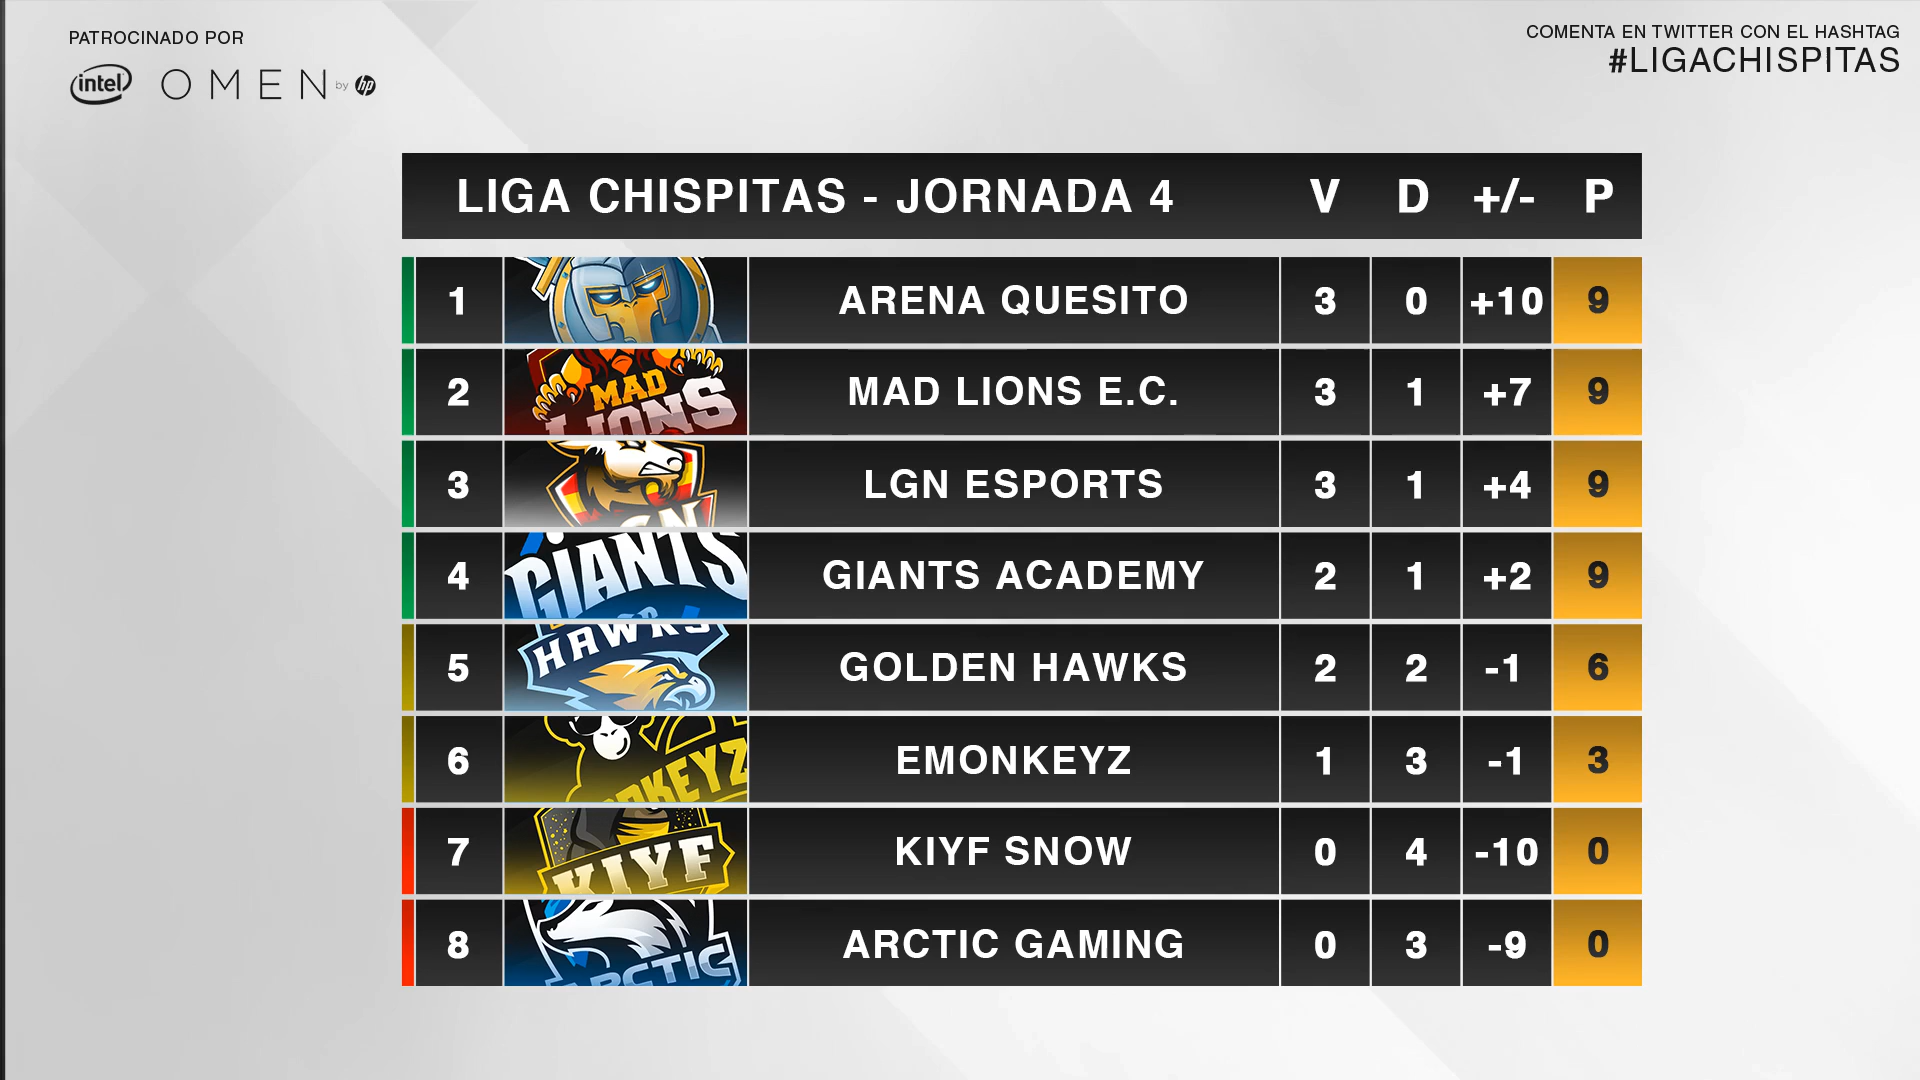 PATROCINADO POR
intel OMEN by hp
COMENTA EN TWITTER CON EL HASHTAG
#LIGACHISPITAS
LIGA CHISPITAS - JORNADA 4 V D +/- P
1 ARENA QUESITO 3 0 +10 9
2 MAD LIONS MAD LIONS E.C. 3 1 +7 9
3 LGN ESPORTS 3 1 +4 9
4 GIANTS GIANTS ACADEMY 2 1 +2 9
5 HAWKS GOLDEN HAWKS 2 2 -1 6
6 EMONKEYZ 1 3 -1 3
7 KIYF KIYF SNOW 0 4 -10 0
8 ARCTIC ARCTIC GAMING 0 3 -9 0